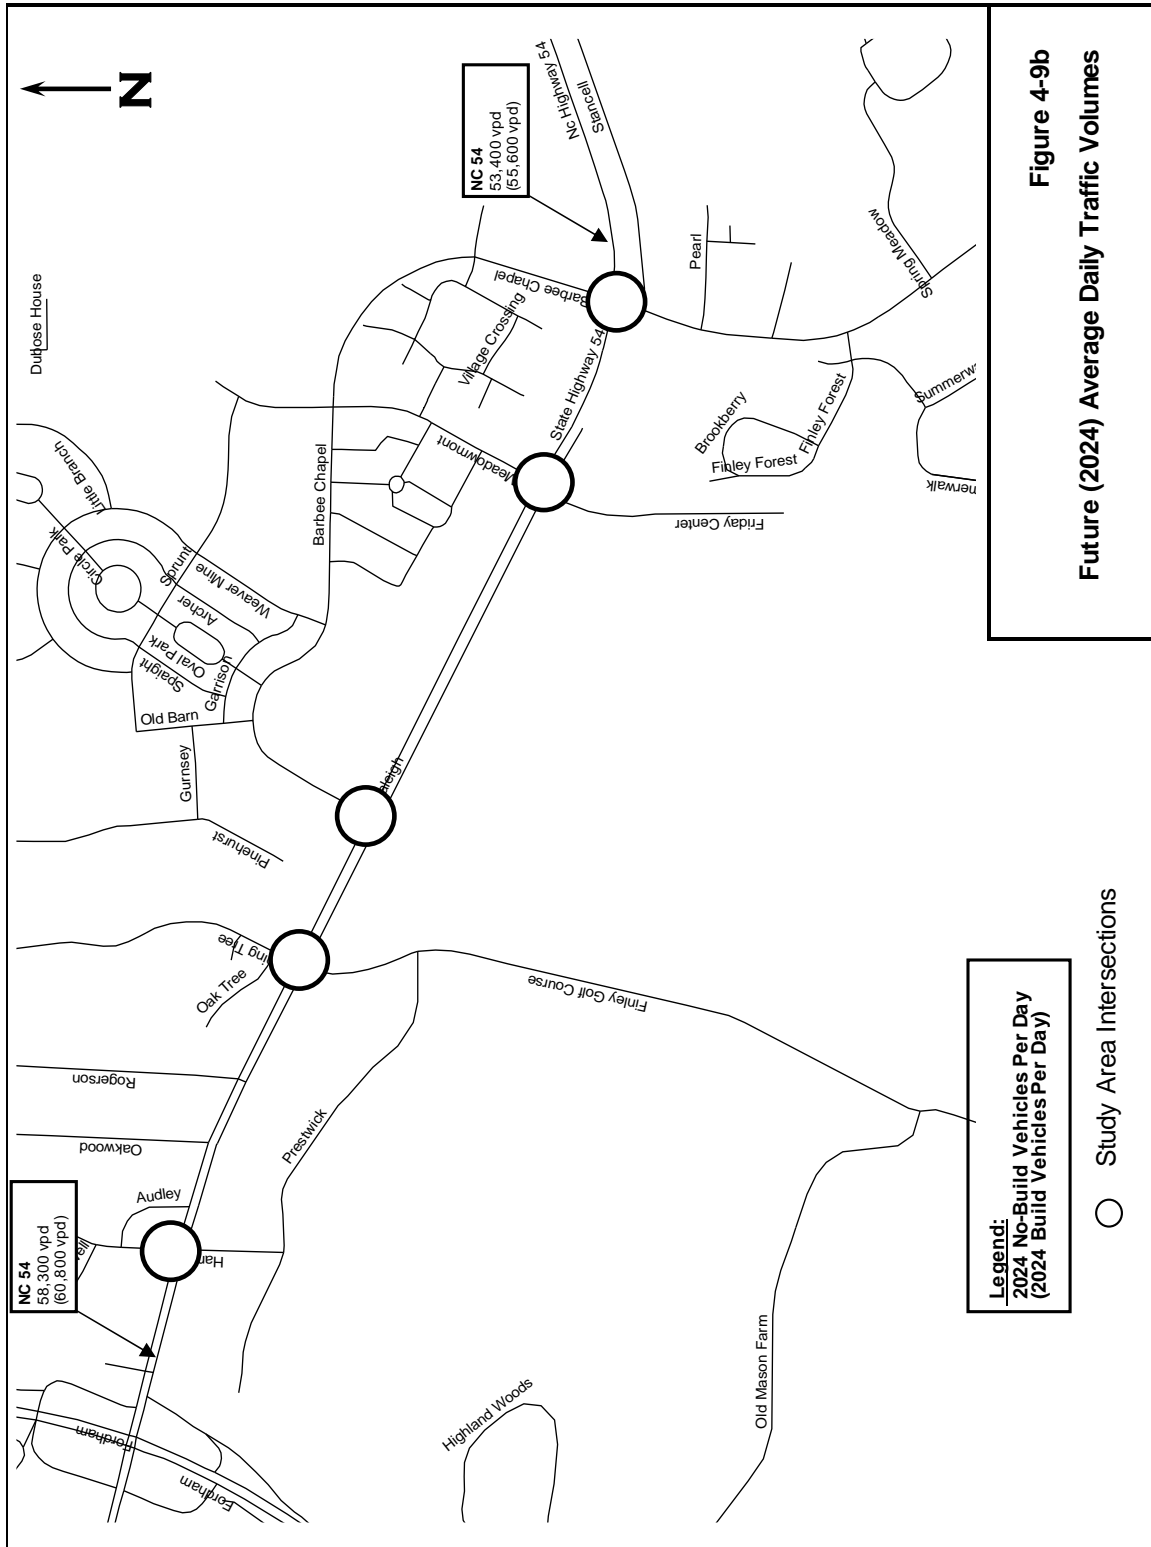 Figure 4-9b
Future (2024) Average Daily Traffic Volumes
N
NC 54
58,300 vpd
(60,800 vpd)
NC 54
53,400 vpd
(55,600 vpd)
Nc Highway 54
Stancell
State Highway 54
Dubose House
Little Branch
Circle Park
Sprunt
Weaver Mine
Archer
Oval Park
Spaight
Garrison
Old Barn
Gurnsey
Pinehurst
Barbee Chapel
Barbee Chapel
Village Crossing
Meadowmont
Pearl
Spring Meadow
Brookberry
Finley Forest
Finley Forest
Friday Center
Oak Tree
Rogerson
Oakwood
Audley
Prestwick
Finley Golf Course
Old Mason Farm
Highland Woods
Fordham
Fordham
Legend:
2024 No-Build Vehicles Per Day
(2024 Build Vehicles Per Day)
Study Area Intersections